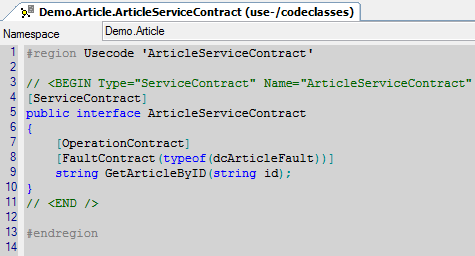 Demo.Article.ArticleServiceContract (use-/codeclasses)
Namespace Demo.Article
1 #region Usecode 'ArticleServiceContract'
2
3 // <BEGIN Type="ServiceContract" Name="ArticleServiceContract"
4 [ServiceContract]
5 public interface ArticleServiceContract
6 {
7 [OperationContract]
8 [FaultContract(typeof(dcArticleFault))]
9 string GetArticleByID(string id);
10 }
11 // <END />
12
13 #endregion
14